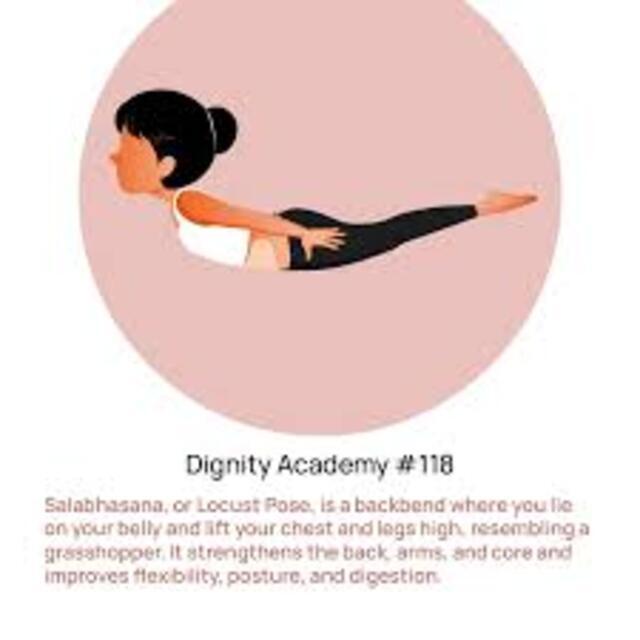 Dignity Academy #118
Salabhasana, or Locust Pose, is a backbend where you lie
on your belly and lift your chest and legs high, resembling a
grasshopper. It strengthens the back, arms, and core and
improves flexibility, posture, and digestion.